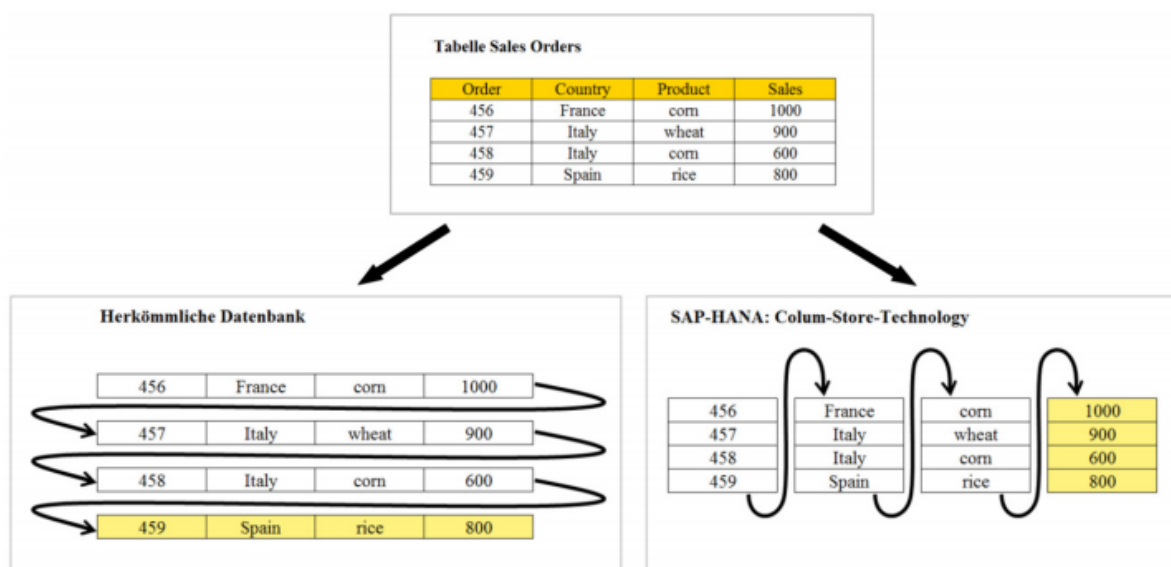 Tabelle Sales Orders
Order Country Product Sales
456 France corn 1000
457 Italy wheat 900
458 Italy corn 600
459 Spain rice 800
Herkömmliche Datenbank
456 France corn 1000
457 Italy wheat 900
458 Italy corn 600
459 Spain rice 800
SAP-HANA: Colum-Store-Technology
456 France corn 1000
457 Italy wheat 900
458 Italy corn 600
459 Spain rice 800